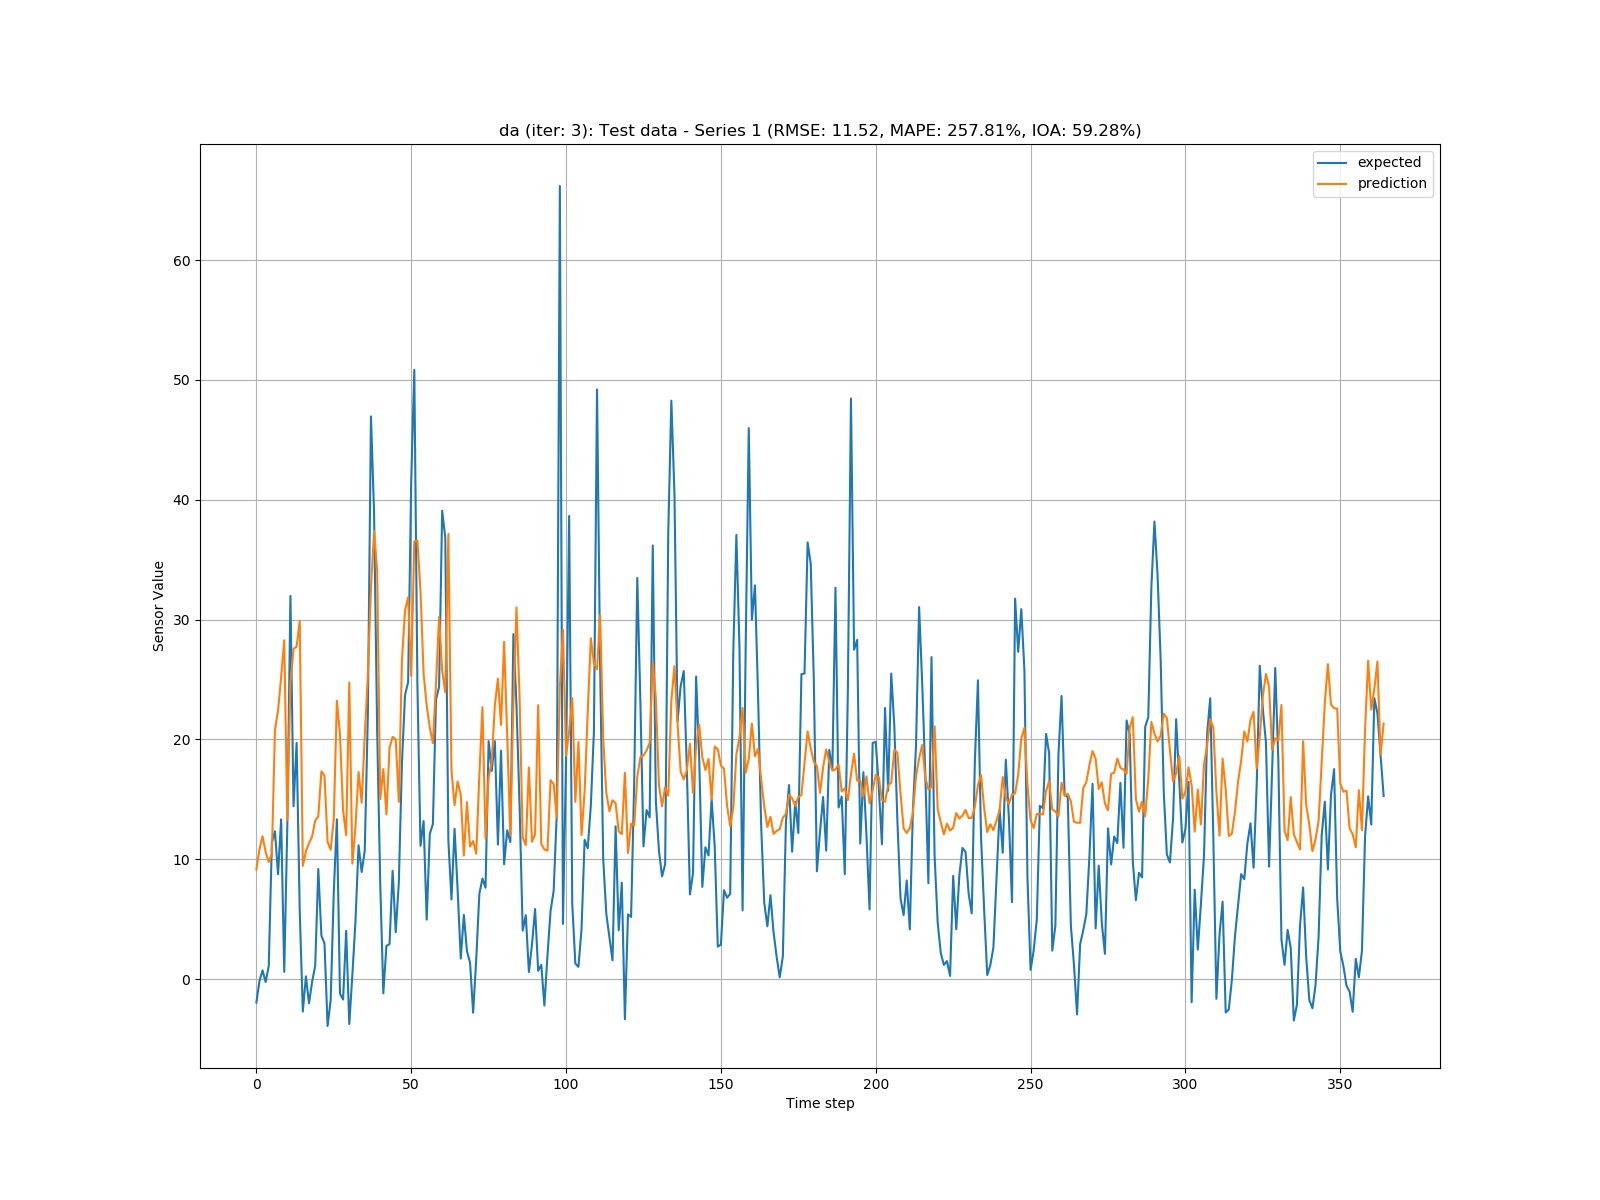 da (iter: 3): Test data - Series 1 (RMSE: 11.52, MAPE: 257.81%, IOA: 59.28%)
expected
prediction
60
50
40
30
20
10
0
Sensor Value
0 50 100 150 200 250 300 350
Time step